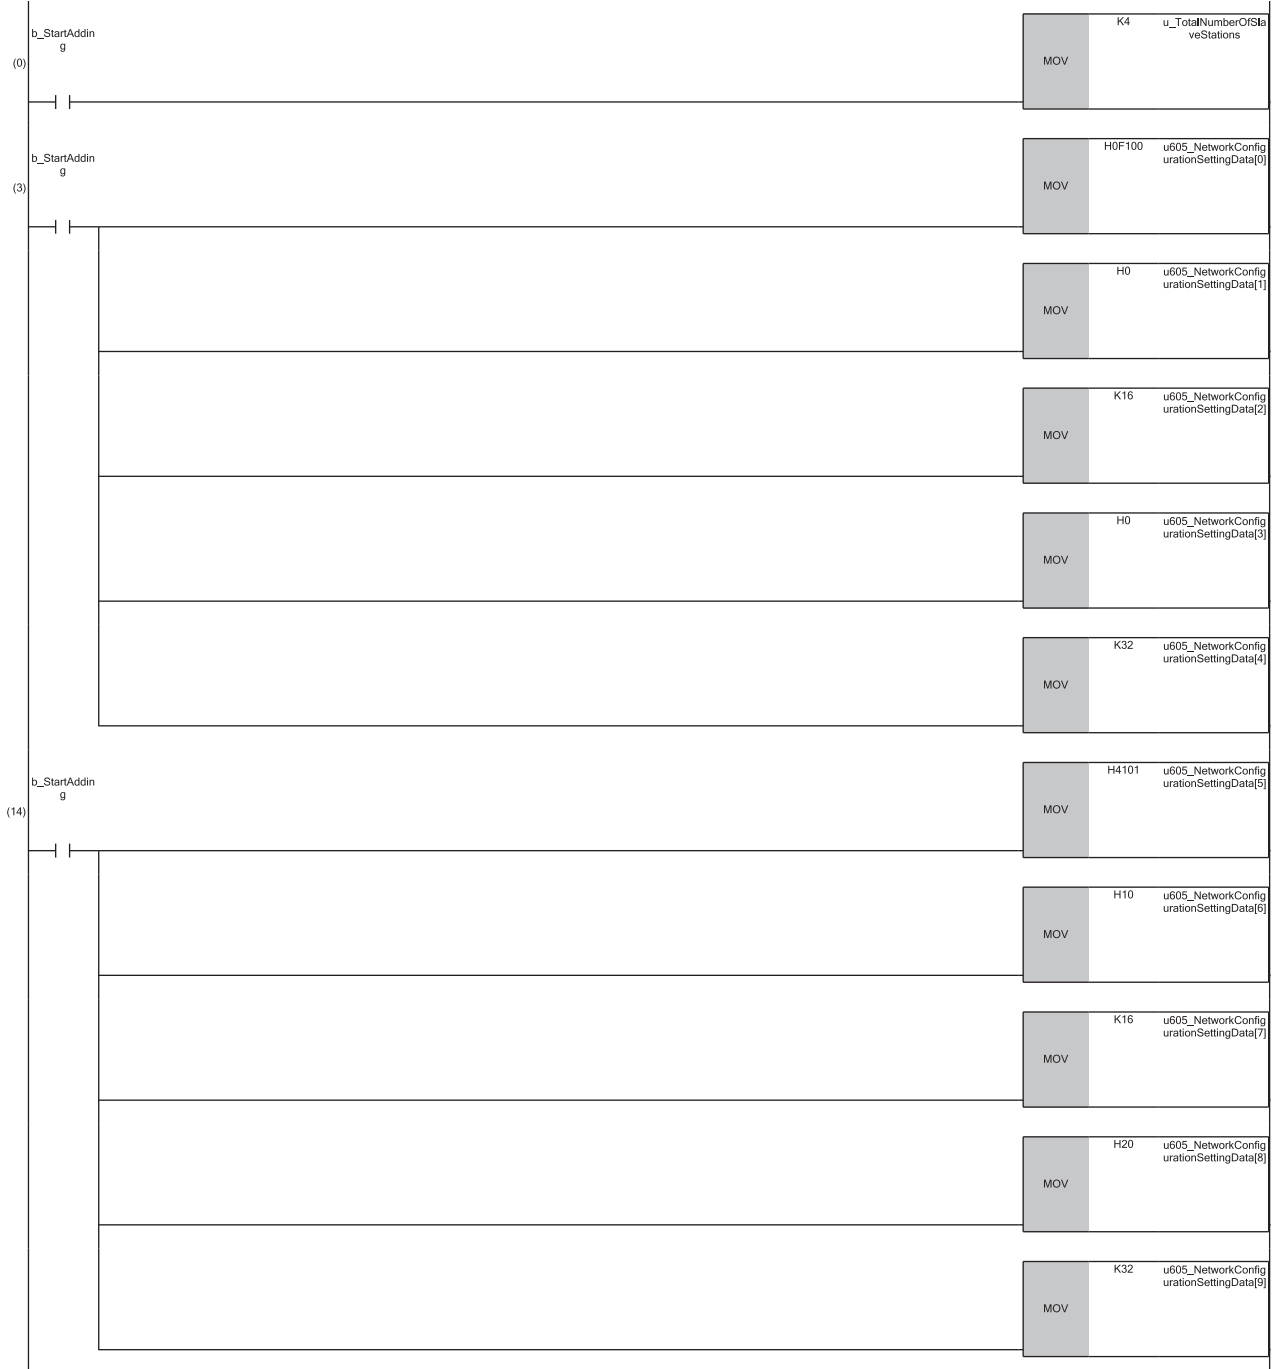 b_StartAddin
g
(0)
MOV
K4
u_TotalNumberOfSla
veStations
b_StartAddin
g
(3)
MOV
H0F100
u605_NetworkConfig
urationSettingData[0]
MOV
H0
u605_NetworkConfig
urationSettingData[1]
MOV
K16
u605_NetworkConfig
urationSettingData[2]
MOV
H0
u605_NetworkConfig
urationSettingData[3]
MOV
K32
u605_NetworkConfig
urationSettingData[4]
b_StartAddin
g
(14)
MOV
H4101
u605_NetworkConfig
urationSettingData[5]
MOV
H10
u605_NetworkConfig
urationSettingData[6]
MOV
K16
u605_NetworkConfig
urationSettingData[7]
MOV
H20
u605_NetworkConfig
urationSettingData[8]
MOV
K32
u605_NetworkConfig
urationSettingData[9]